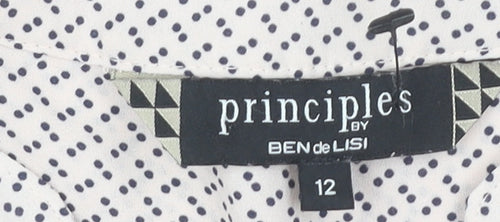 principles
BY
BEN de LISI
12